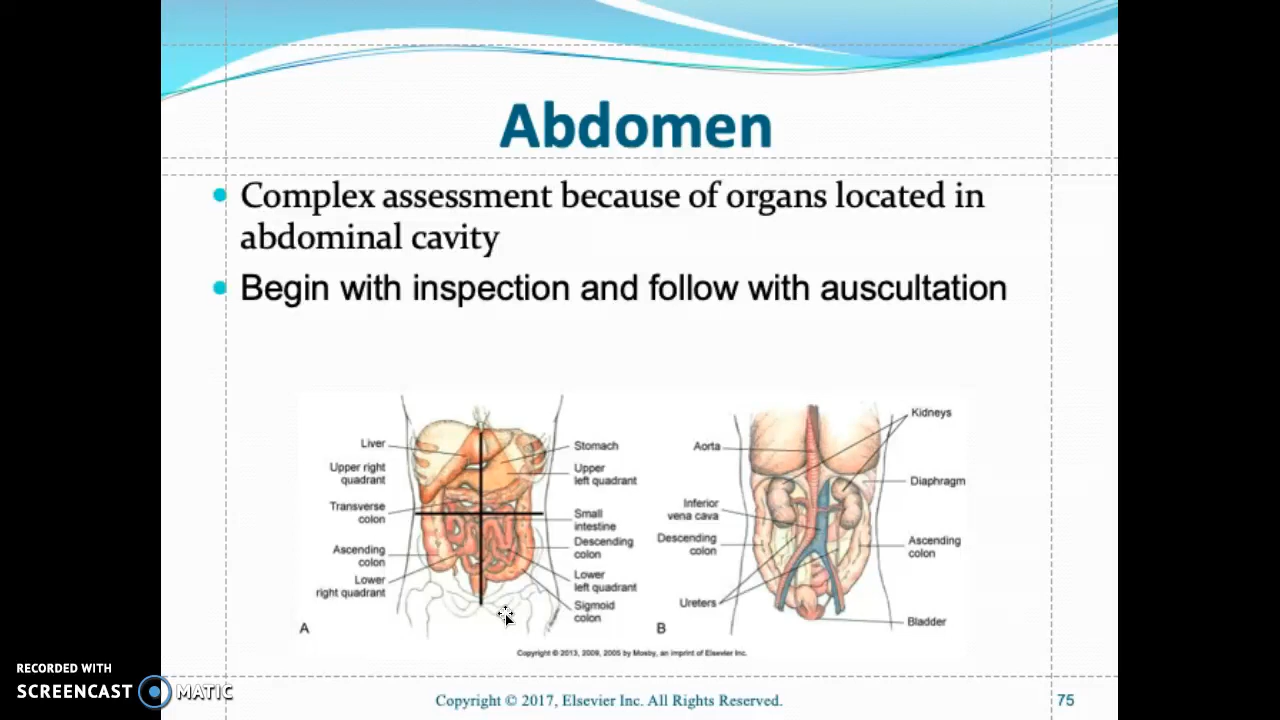 Abdomen
Complex assessment because of organs located in
abdominal cavity
Begin with inspection and follow with auscultation
Liver
Upper right
quadrant
Transverse
colon
Ascending
colon
Lower
right quadrant
A
Stomach
Upper
left quadrant
Small
intestine
Descending
colon
Lower
left quadrant
Sigmoid
colon
Aorta
Inferior
vena cava
Descending
colon
Ureters
B
Kidneys
Diaphragm
Ascending
colon
Bladder
Copyright © 2013, 2009, 2005 by Mosby, an imprint of Elsevier Inc.
Copyright © 2017, Elsevier Inc. All Rights Reserved.
75
RECORDED WITH
SCREENCAST MATIC